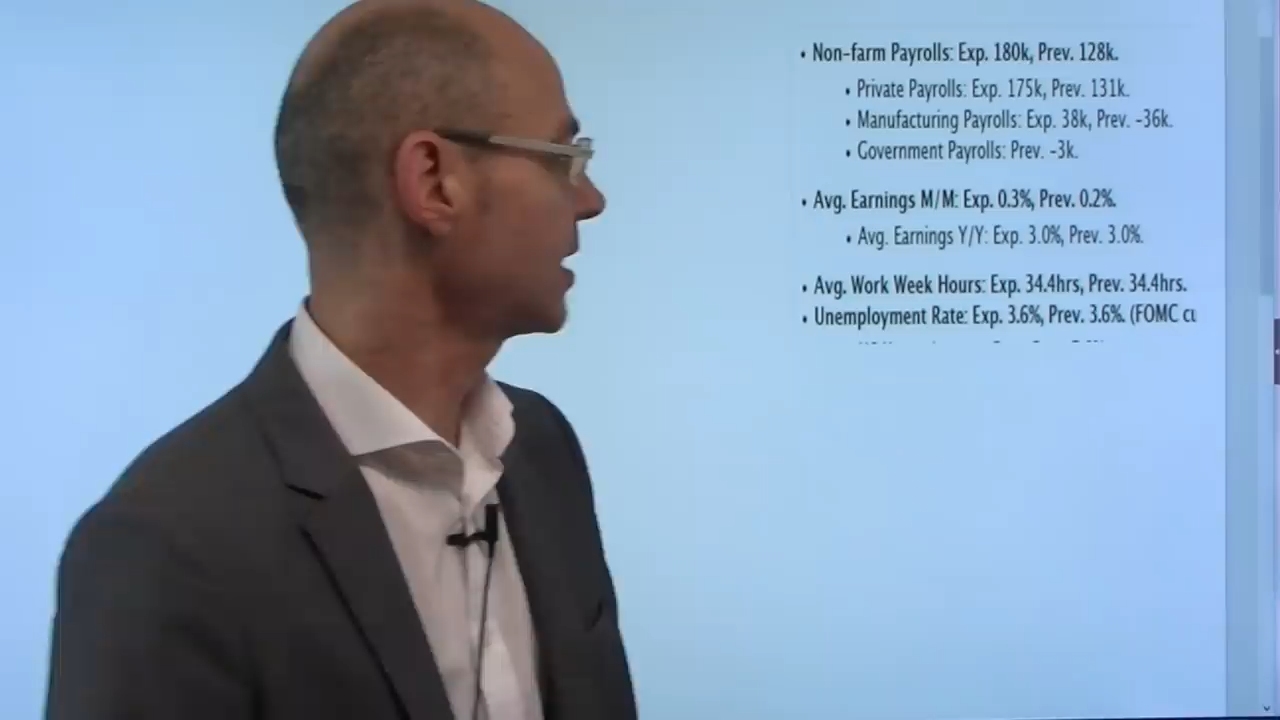 • Non-farm Payrolls: Exp. 180k, Prev. 128k.
• Private Payrolls: Exp. 175k, Prev. 131k.
• Manufacturing Payrolls: Exp. 38k, Prev. -36k.
• Government Payrolls: Prev. -3k.
• Avg. Earnings M/M: Exp. 0.3%, Prev. 0.2%.
• Avg. Earnings Y/Y: Exp. 3.0%, Prev. 3.0%.
• Avg. Work Week Hours: Exp. 34.4hrs, Prev. 34.4hrs.
• Unemployment Rate: Exp. 3.6%, Prev. 3.6%. (FOMC cu